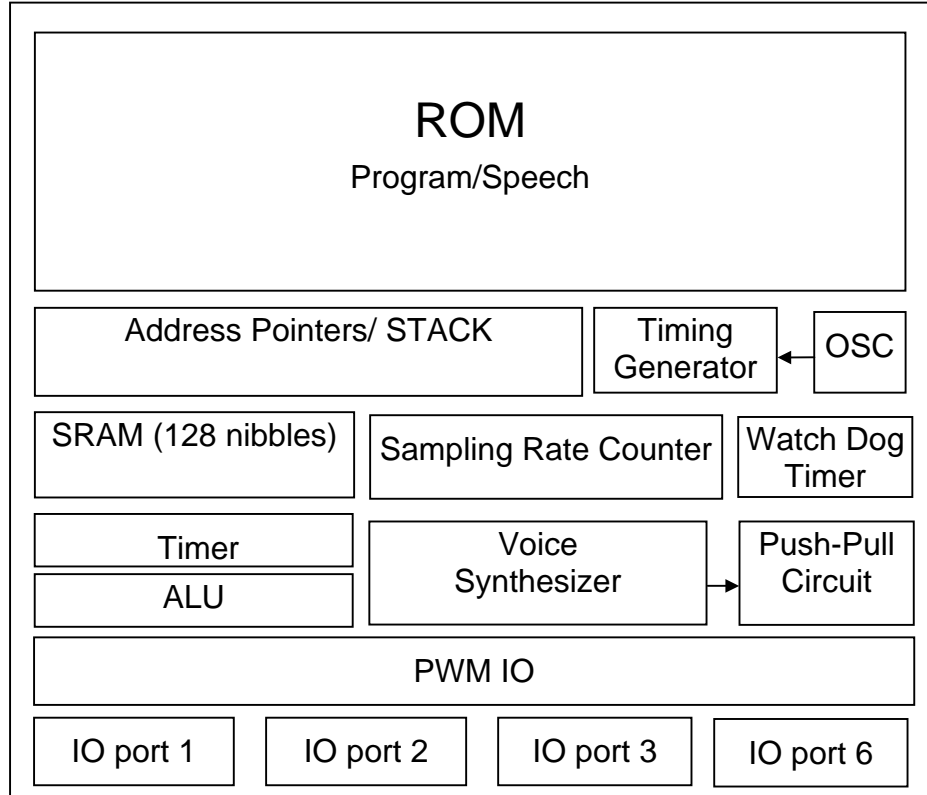 ROM
Program/Speech
Address Pointers/ STACK
Timing
Generator
OSC
SRAM (128 nibbles)
Sampling Rate Counter
Watch Dog
Timer
Timer
ALU
Voice
Synthesizer
Push-Pull
Circuit
PWM IO
IO port 1
IO port 2
IO port 3
IO port 6